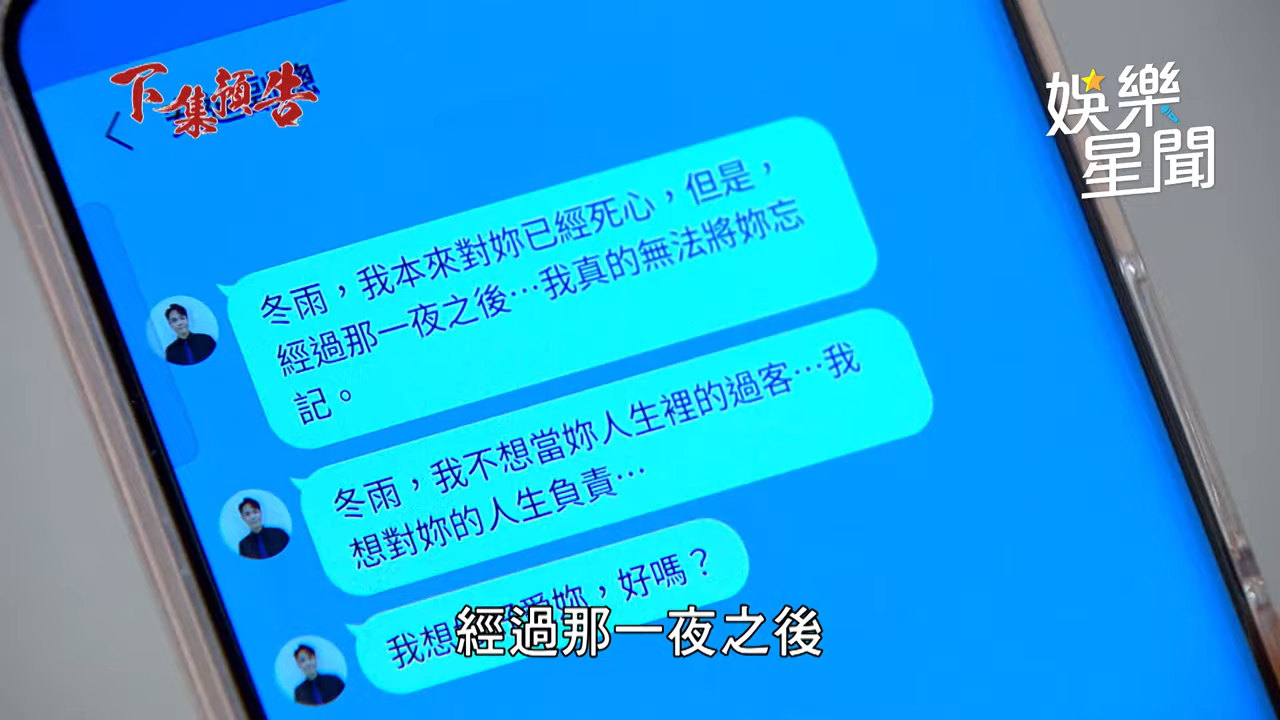 下集預告
娛樂
星聞
冬雨，我本來對妳已經死心，但是，
經過那一夜之後…我真的無法將妳忘
記。
冬雨，我不想當妳人生裡的過客…我
想對妳的人生負責…
我想 愛妳，好嗎？
經過那一夜之後